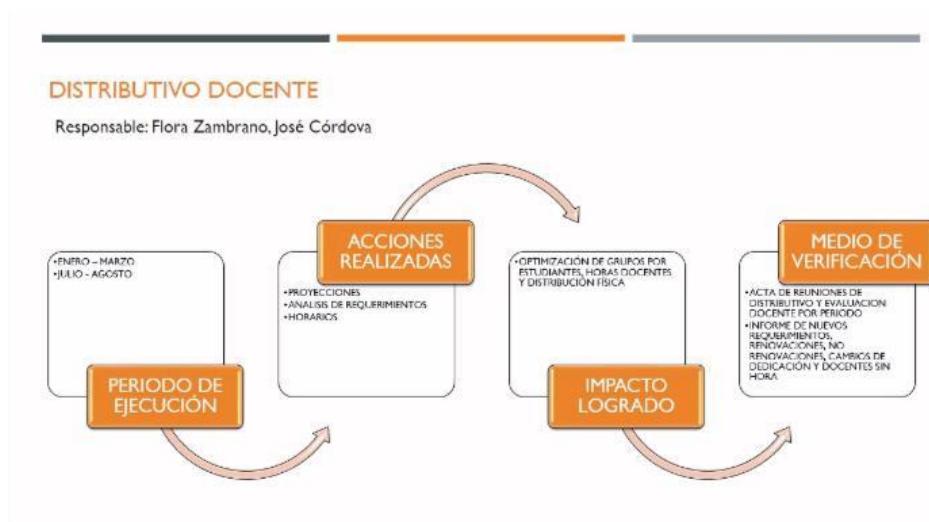 DISTRIBUTIVO DOCENTE
Responsable: Flora Zambrano, José Córdova
•ENERO – MARZO
•JULIO - AGOSTO
PERIODO DE
EJECUCIÓN
ACCIONES
REALIZADAS
•PROYECCIONES
•ANALISIS DE REQUERIMIENTOS
•HORARIOS
•OPTIMIZACIÓN DE GRUPOS POR
ESTUDIANTES, HORAS DOCENTES
Y DISTRIBUCIÓN FÍSICA
IMPACTO
LOGRADO
MEDIO DE
VERIFICACIÓN
•ACTA DE REUNIONES DE
DISTRIBUTIVO Y EVALUACION
DOCENTE POR PERIODO
•INFORME DE NUEVOS
REQUERIMIENTOS,
RENOVACIONES, NO
RENOVACIONES, CAMBIOS DE
DEDICACIÓN Y DOCENTES SIN
HORA